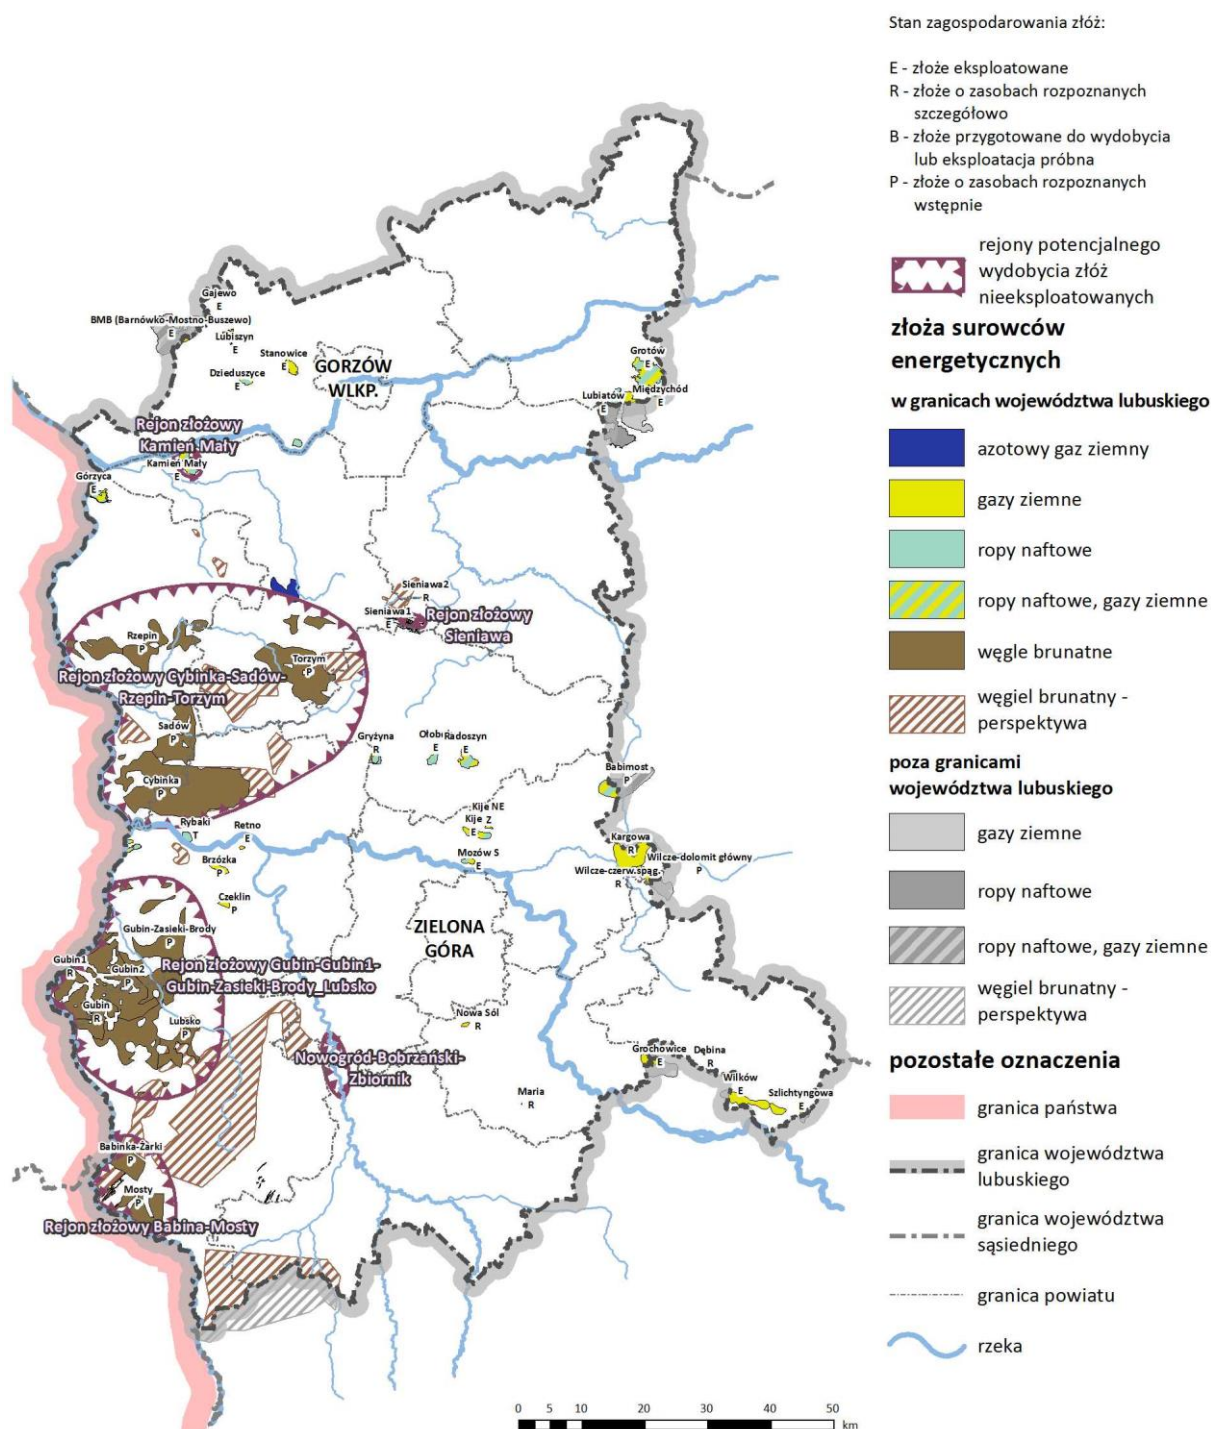 Stan zagospodarowania złóż:
E - złoże eksploatowane
R - złoże o zasobach rozpoznanych
szczegółowo
B - złoże przygotowane do wydobycia
lub eksploatacja próbna
P - złoże o zasobach rozpoznanych
wstępnie
rejony potencjalnego
wydobycia złóż
nieeksploatowanych
złoża surowców
energetycznych
w granicach województwa lubuskiego
azotowy gaz ziemny
gazy ziemne
ropy naftowe
ropy naftowe, gazy ziemne
węgle brunatne
węgiel brunatny -
perspektywa
poza granicami
województwa lubuskiego
gazy ziemne
ropy naftowe
ropy naftowe, gazy ziemne
węgiel brunatny -
perspektywa
pozostałe oznaczenia
granica państwa
granica województwa
lubuskiego
granica województwa
sąsiedniego
granica powiatu
rzeka
Gajewo
E
BMB (Barnówko-Mostno-Buszewo)
E
Lubiszyn
E
Stanowice
E
Dzieduszyce
E
GORZÓW
WLKP.
Grotów
E
Międzychód
E
Lubiatów
E
Rejon złożowy
Kamień Mały
Kamień Mały
E
Górzyca
E
Sieniawa2
R
Sieniawa1
E
Rejon złożowy
Sieniawa
Rzepin
P
Torzym
P
Rejon złożowy Cybinka-Sadów-
Rzepin-Torzym
Sadów
P
Cybinka
P
Gryżyna
R
Ołobok
E
Radoszyn
E
Babimost
P
Rybaki
T
Retno
E
Kije NE
Z
Kije
E
Brzózka
P
Mozów S
E
Kargowa
R
Wilcze-dolomit główny
P
Wilcze-czerw.spąg.
R
Czeklin
P
ZIELONA
GÓRA
Gubin-Zasieki-Brody
P
Gubin1
R
Gubin2
P
Rejon złożowy Gubin-Gubin1-
Gubin-Zasieki-Brody_Lubsko
Gubin
R
Lubsko
P
Nowa Sól
R
Nowogród-Bobrzański-
Zbiornik
Grochowice
E
Dębina
R
Wilków
E
Szlichtyngowa
E
Maria
R
Babinka-Żarki
P
Mosty
P
Rejon złożowy Babina-Mosty
0 5 10 20 30 40 50
km